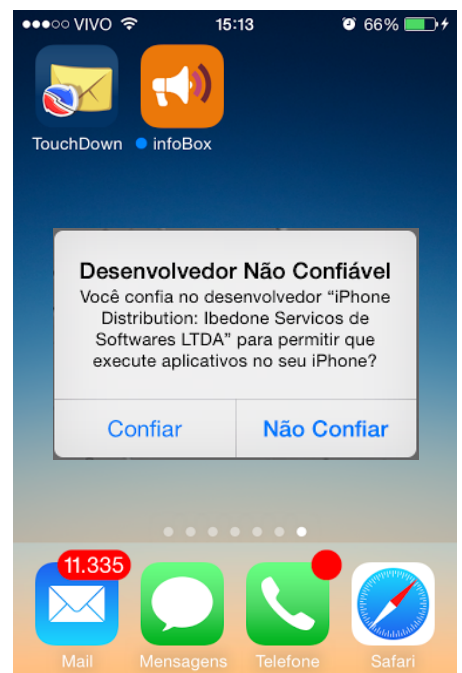 VIVO 15:13 66%
TouchDown infoBox
Desenvolvedor Não Confiável
Você confia no desenvolvedor “iPhone
Distribution: Ibedone Servicos de
Softwares LTDA” para permitir que
execute aplicativos no seu iPhone?
Confiar Não Confiar
11.335
Mail Mensagens Telefone Safari